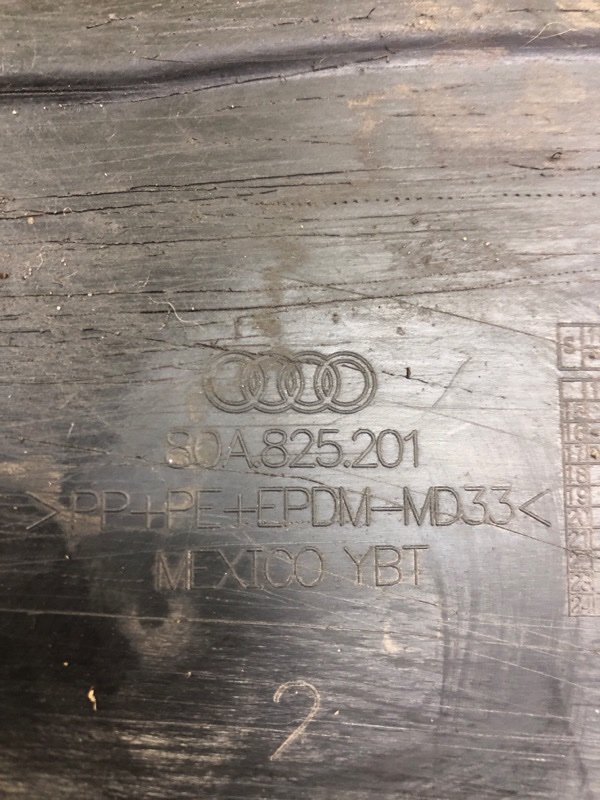 80A.825.201
>PP+PE+EPDM-MD33<
MEXICO YBT
2